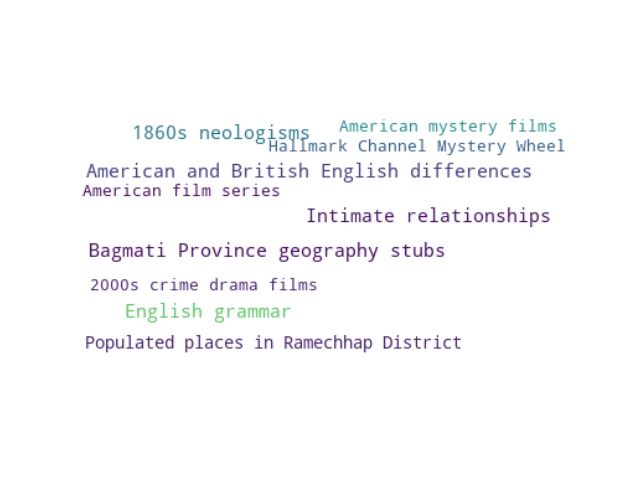 1860s neologisms
American mystery films
Hallmark Channel Mystery Wheel
American and British English differences
American film series
Intimate relationships
Bagmati Province geography stubs
2000s crime drama films
English grammar
Populated places in Ramechhap District